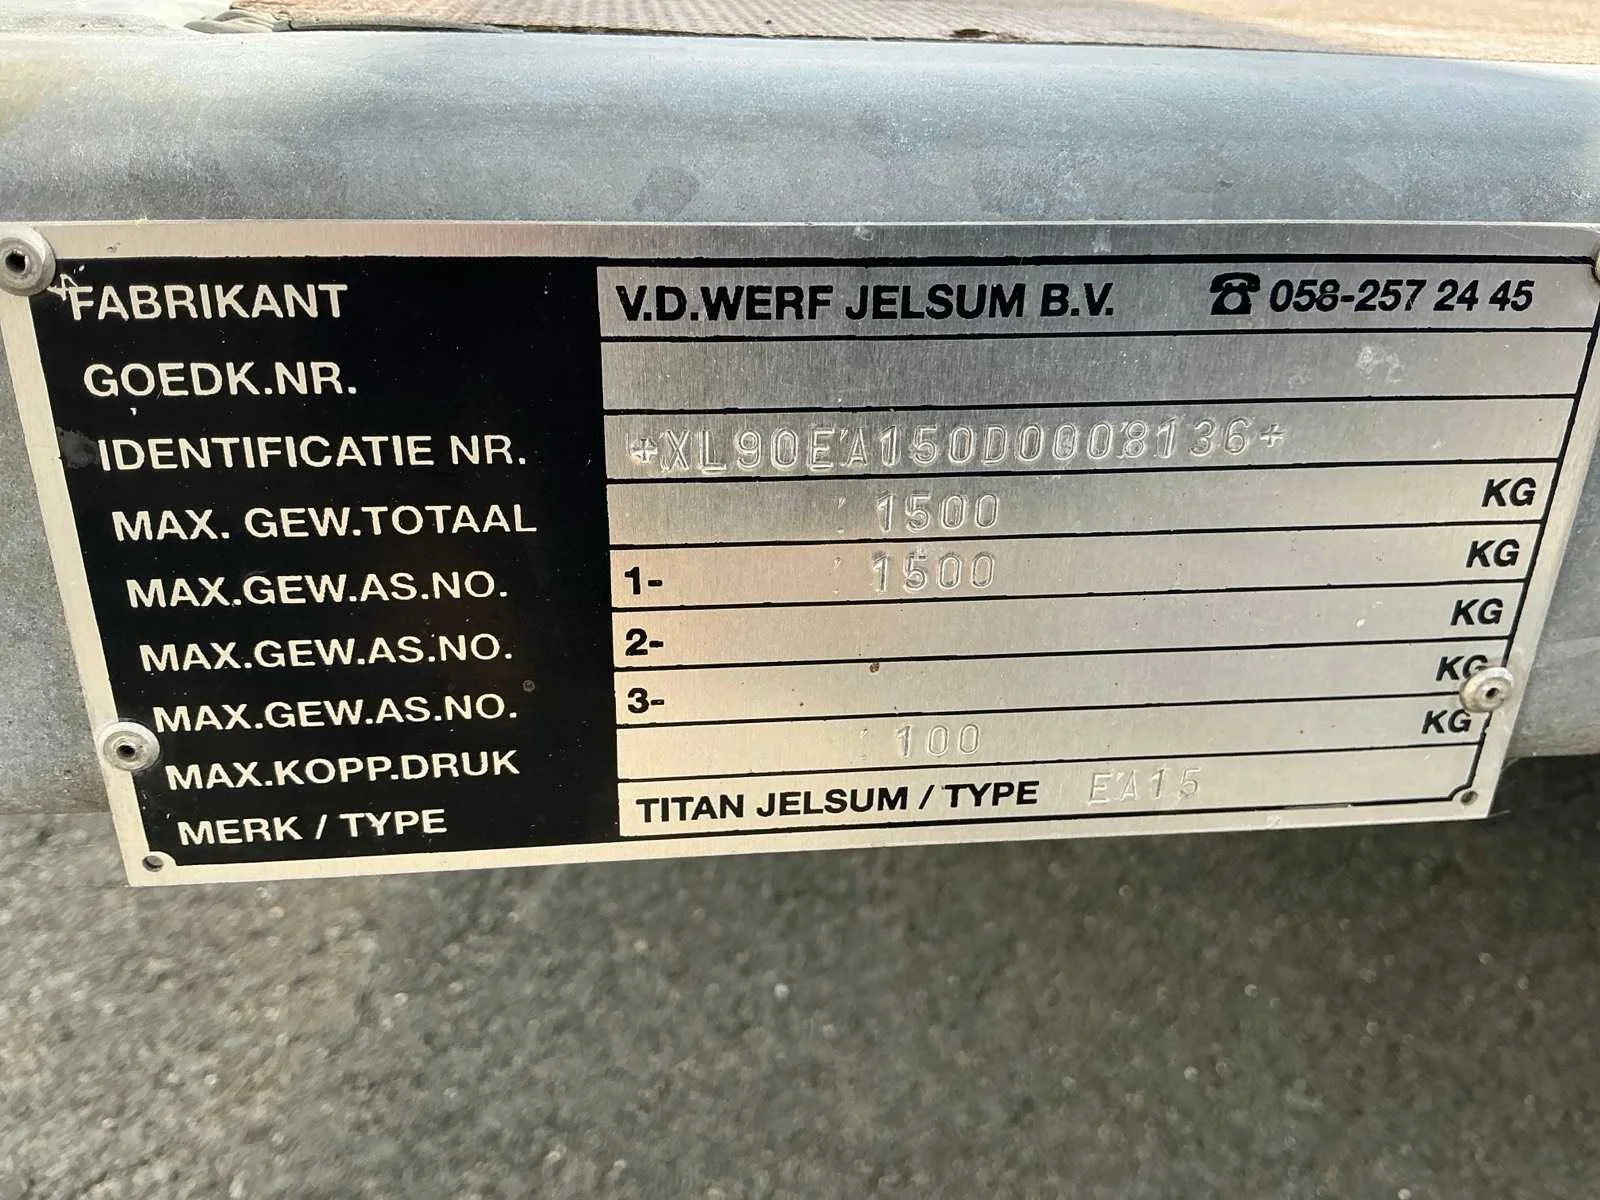 FABRIKANT V.D.WERF JELSUM B.V. ☎ 058-257 24 45
GOEDK.NR.
IDENTIFICATIE NR. *XL90EA150D0008136*
MAX. GEW.TOTAAL 1500 KG
MAX.GEW.AS.NO. 1- 1500 KG
MAX.GEW.AS.NO. 2- KG
MAX.GEW.AS.NO. 3- KG
MAX.KOPP.DRUK 100 KG
MERK / TYPE TITAN JELSUM / TYPE EA15